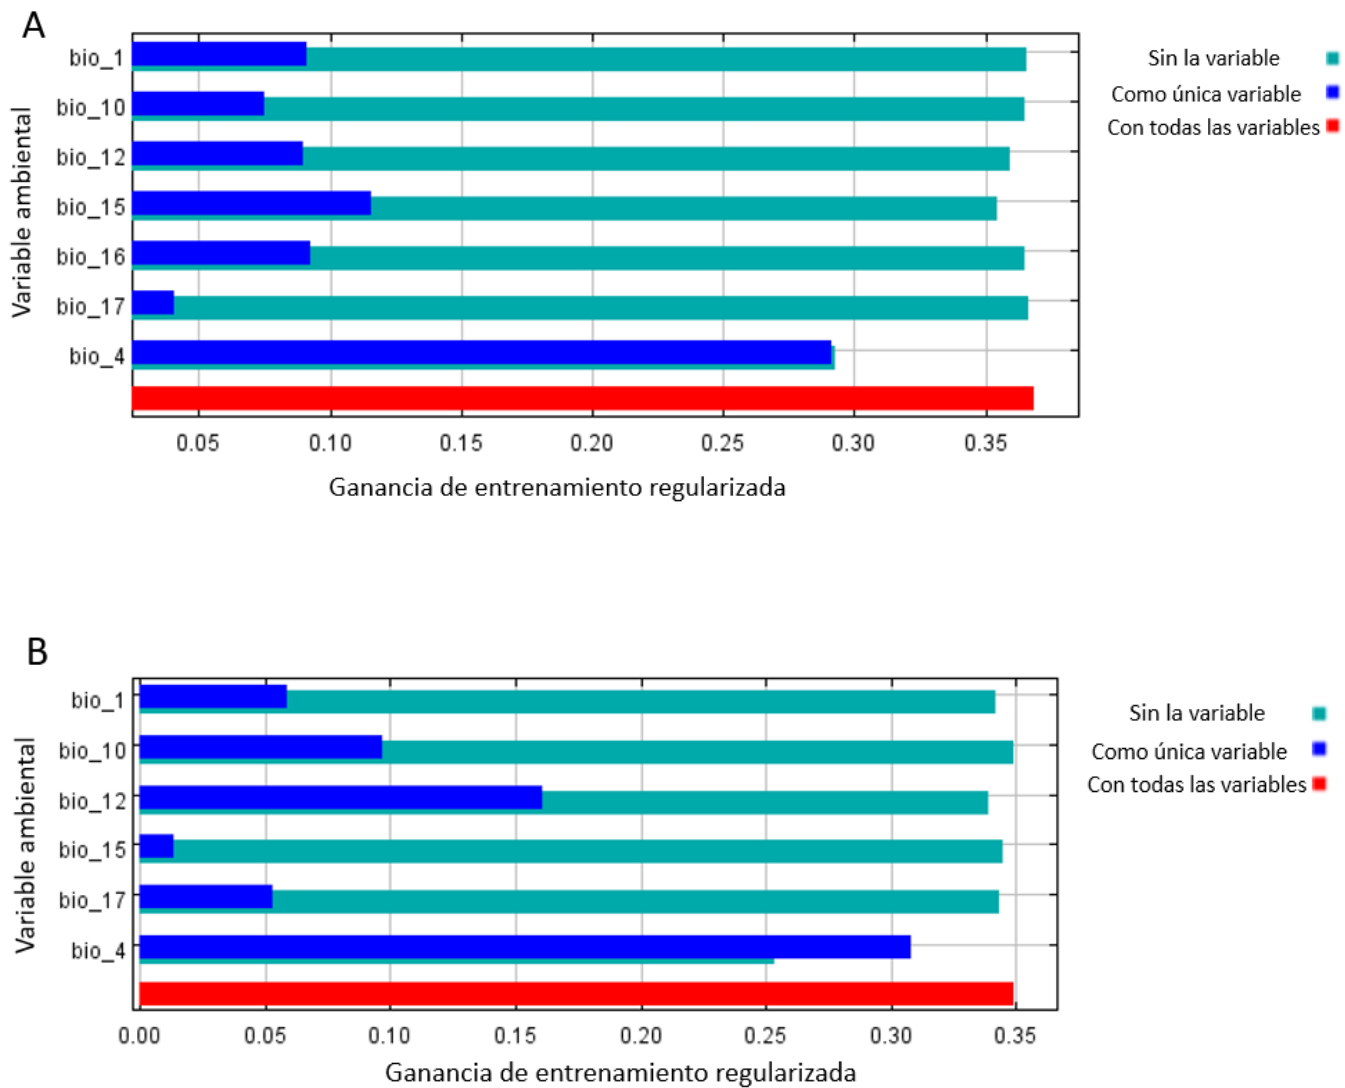 A
bio_1
bio_10
bio_12
bio_15
bio_16
bio_17
bio_4
Variable ambiental
0.05 0.10 0.15 0.20 0.25 0.30 0.35
Ganancia de entrenamiento regularizada
Sin la variable
Como única variable
Con todas las variables
B
bio_1
bio_10
bio_12
bio_15
bio_17
bio_4
Variable ambiental
0.00 0.05 0.10 0.15 0.20 0.25 0.30 0.35
Ganancia de entrenamiento regularizada
Sin la variable
Como única variable
Con todas las variables